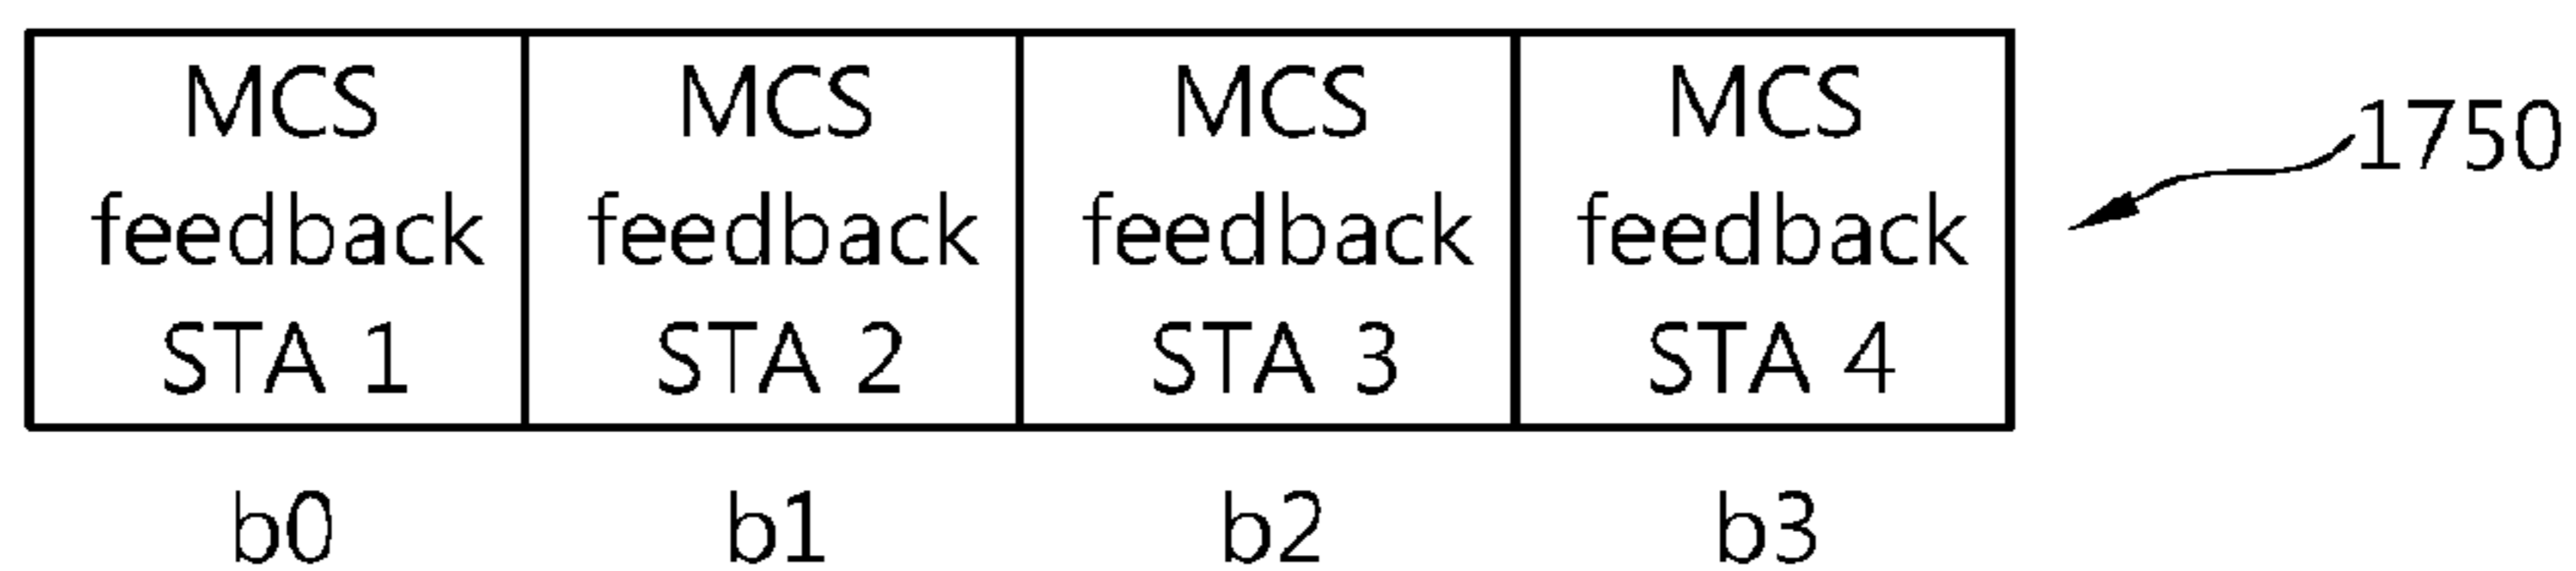 MCS feedback STA 1
MCS feedback STA 2
MCS feedback STA 3
MCS feedback STA 4
1750
b0 b1 b2 b3